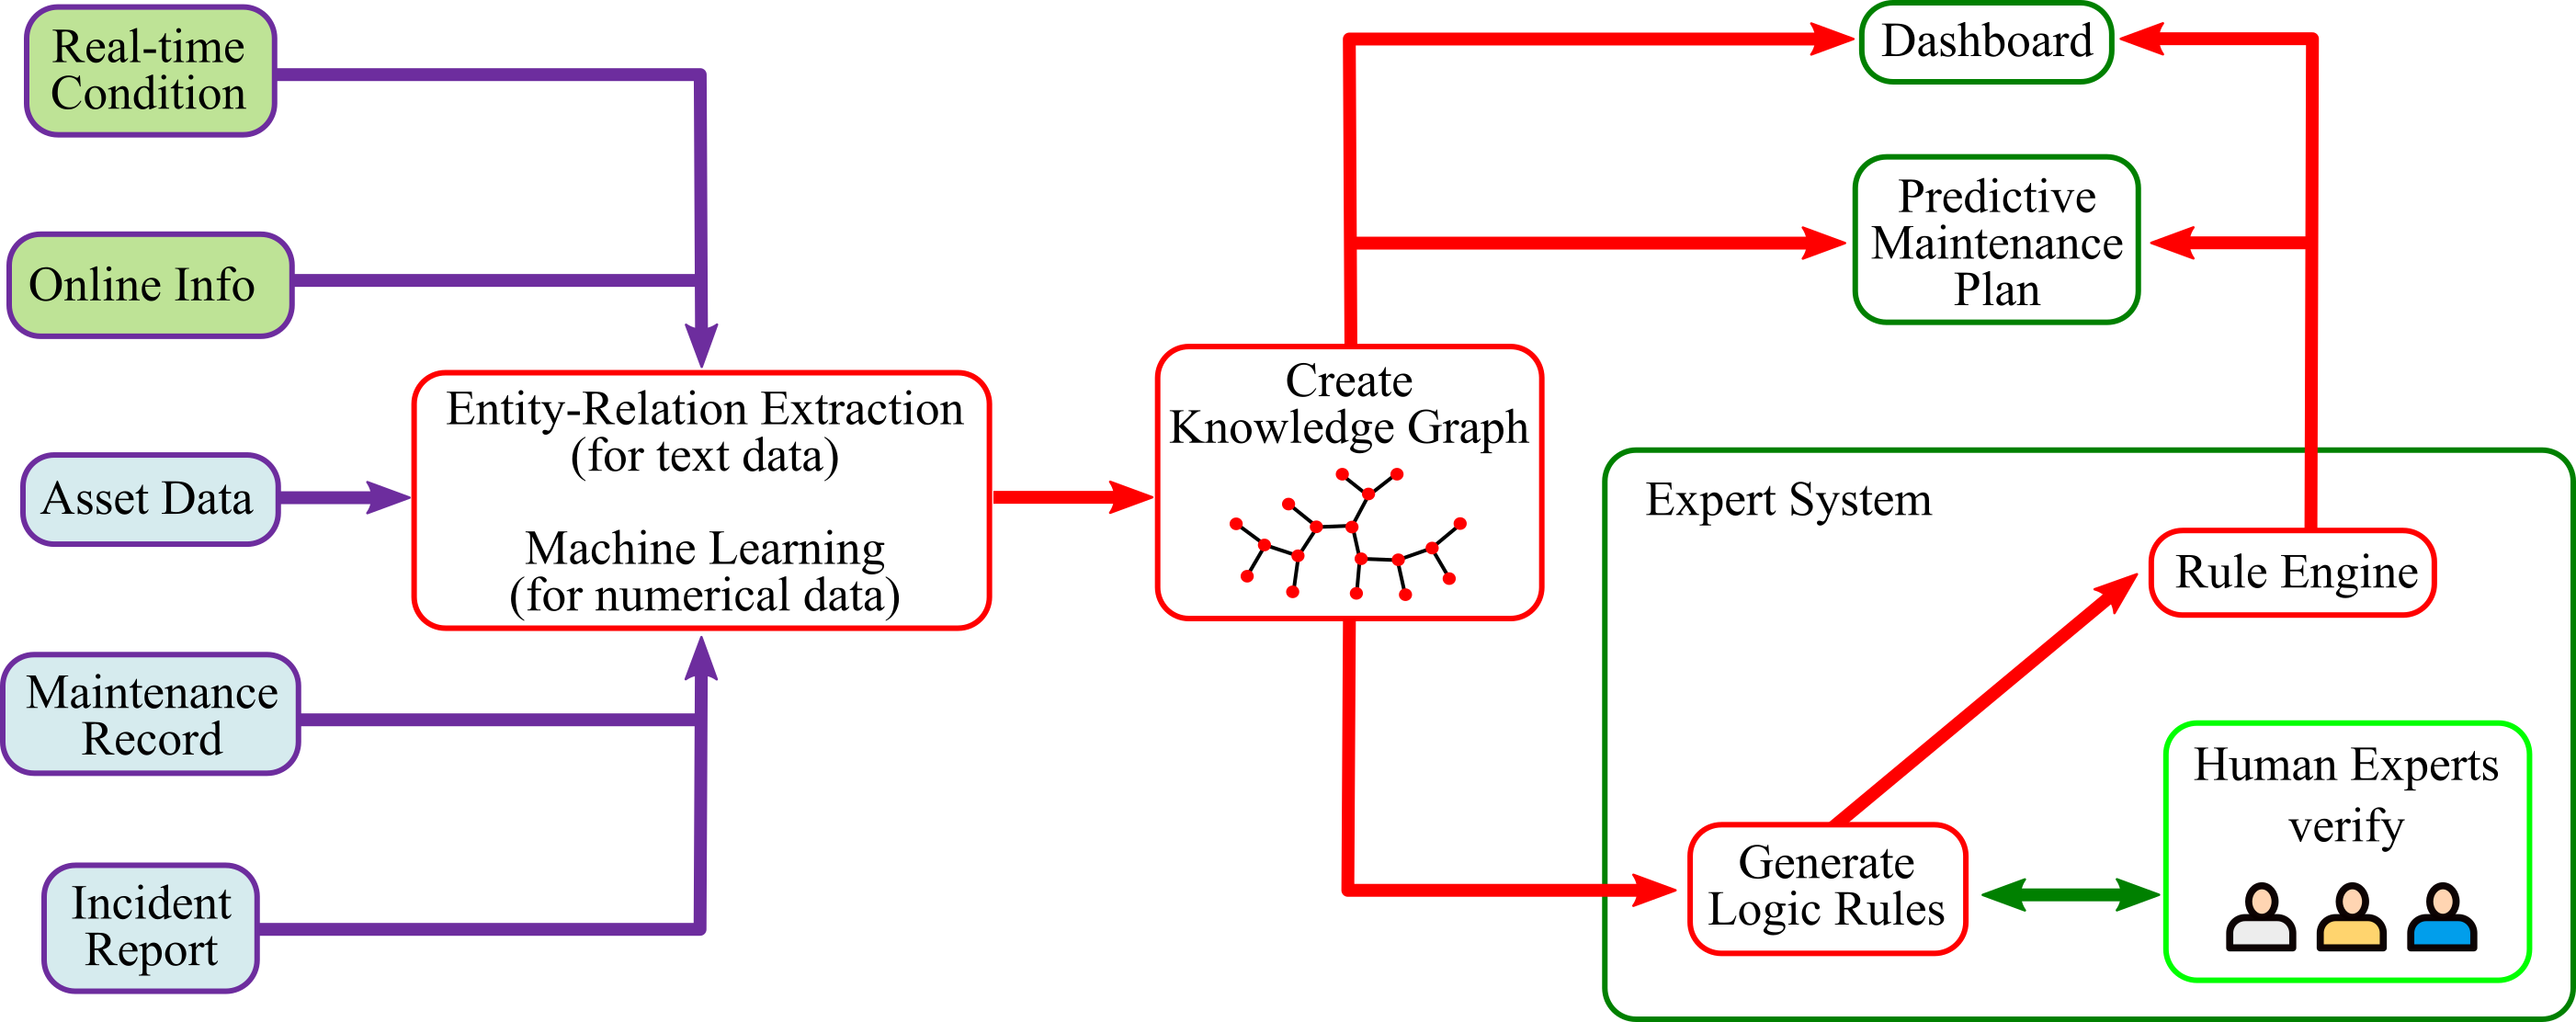 Real-time
Condition
Online Info
Asset Data
Maintenance
Record
Incident
Report
Entity-Relation Extraction
(for text data)
Machine Learning
(for numerical data)
Create
Knowledge Graph
Dashboard
Predictive
Maintenance
Plan
Expert System
Rule Engine
Generate
Logic Rules
Human Experts
verify